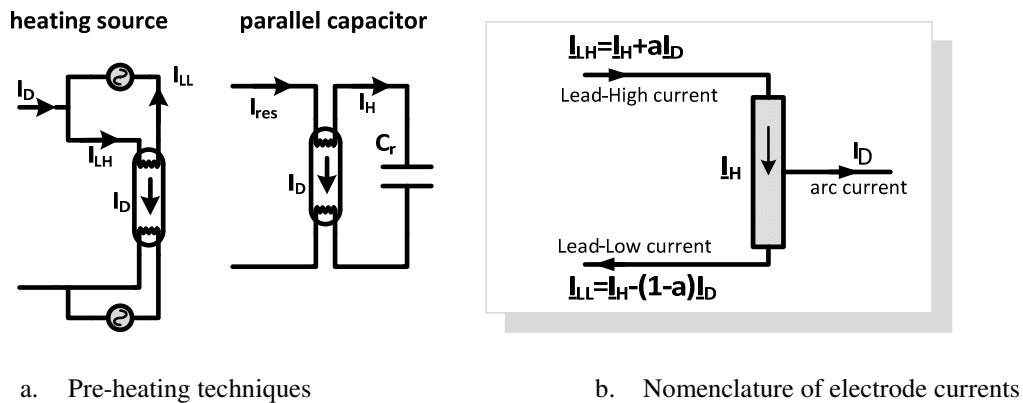 heating source
parallel capacitor
I_D
I_LL
I_LH
I_D
I_res
I_H
C_r
I_D
I_LH=I_H+aI_D
Lead-High current
I_H
I_D
arc current
Lead-Low current
I_LL=I_H-(1-a)I_D
a. Pre-heating techniques
b. Nomenclature of electrode currents